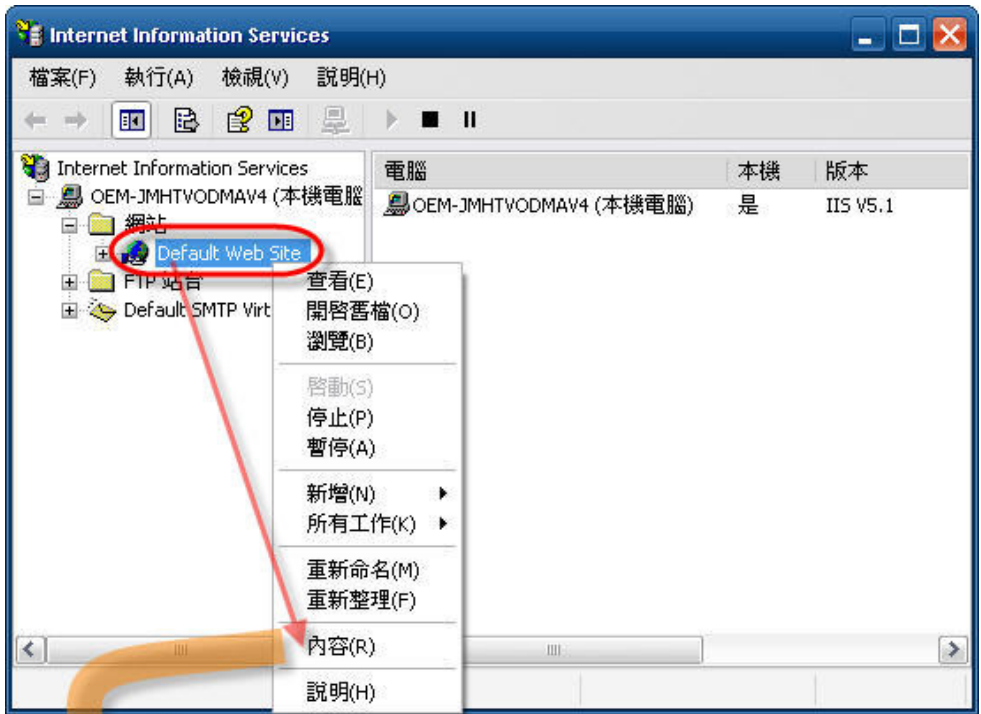 Internet Information Services
檔案(F) 執行(A) 檢視(V) 說明(H)
Internet Information Services
OEM-JMHTVODMAV4 (本機電腦
網站
Default Web Site
FTP 站台
Default SMTP Virt
電腦 本機 版本
OEM-JMHTVODMAV4 (本機電腦) 是 IIS V5.1
查看(E)
開啓舊檔(O)
瀏覽(B)
啓動(S)
停止(P)
暫停(A)
新增(N)
所有工作(K)
重新命名(M)
重新整理(F)
內容(R)
說明(H)